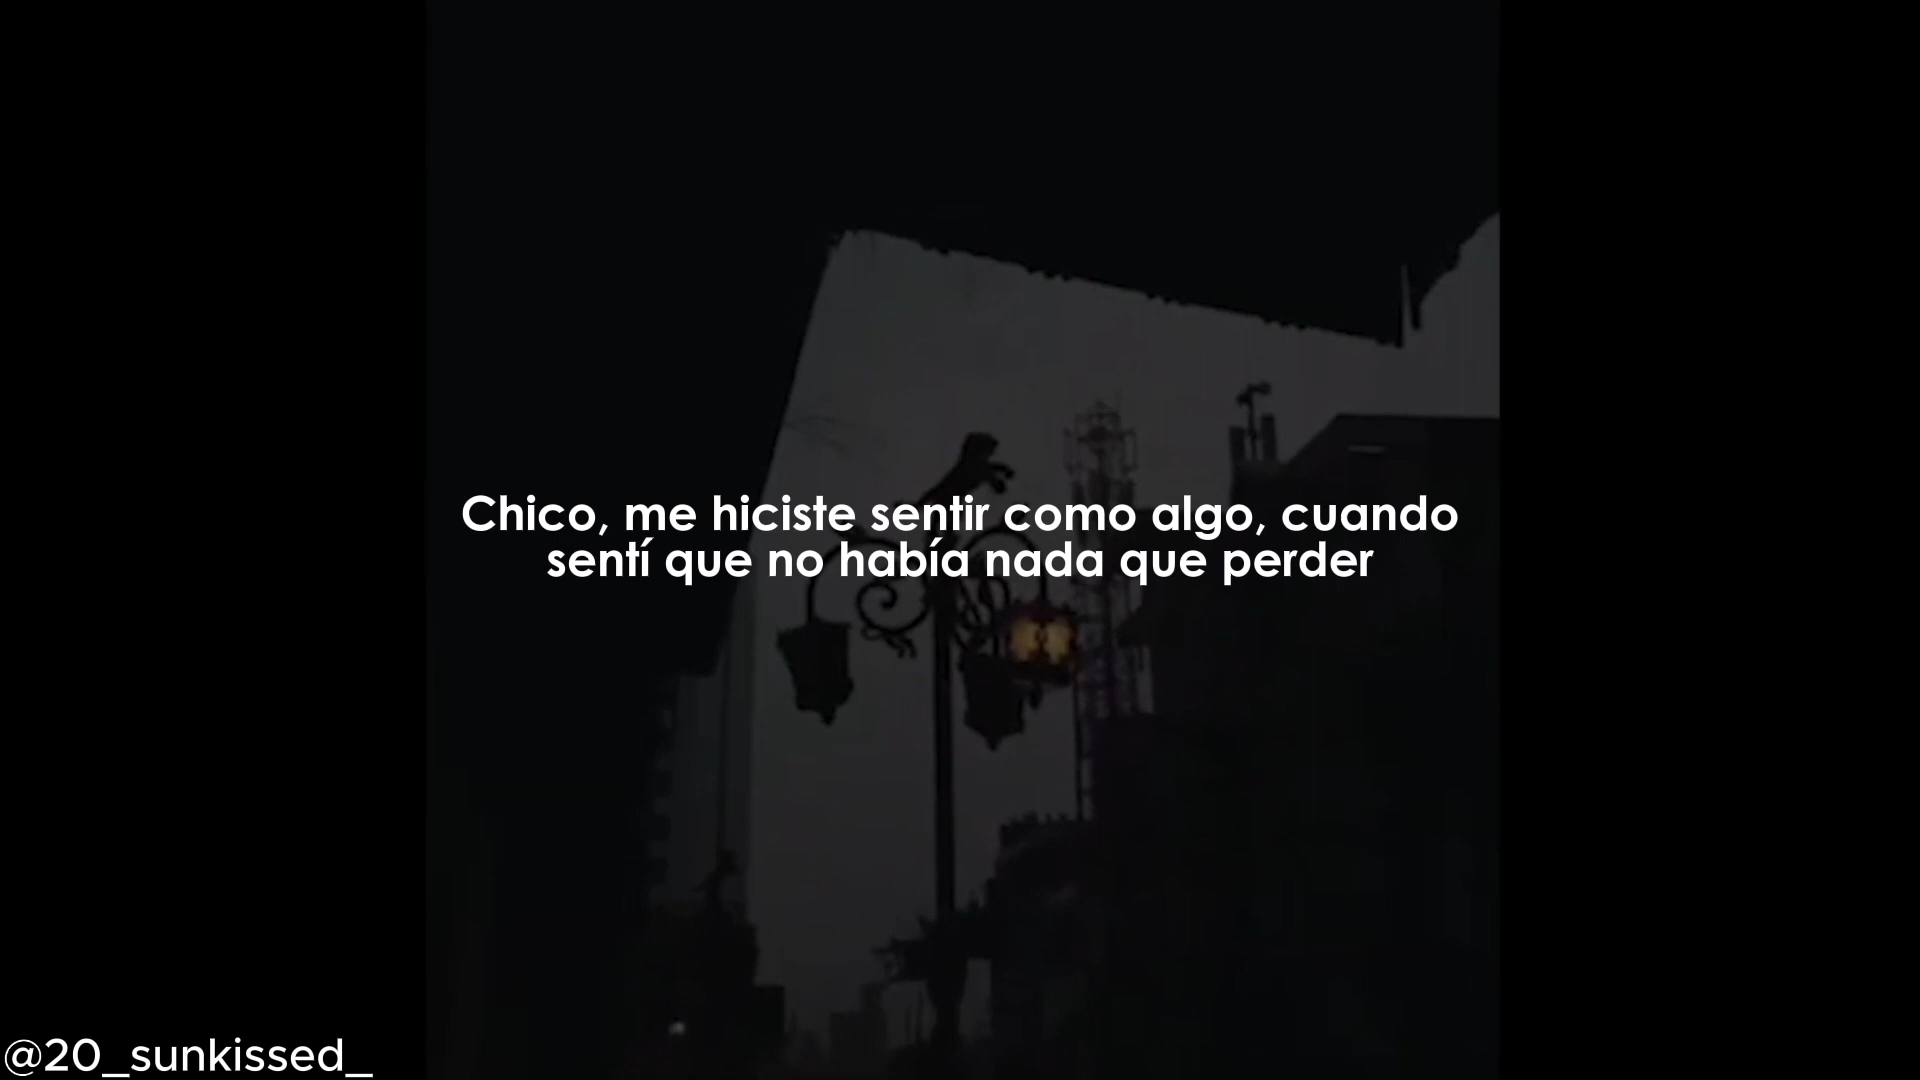 Chico, me hiciste sentir como algo, cuando
sentí que no había nada que perder
@20_sunkissed_